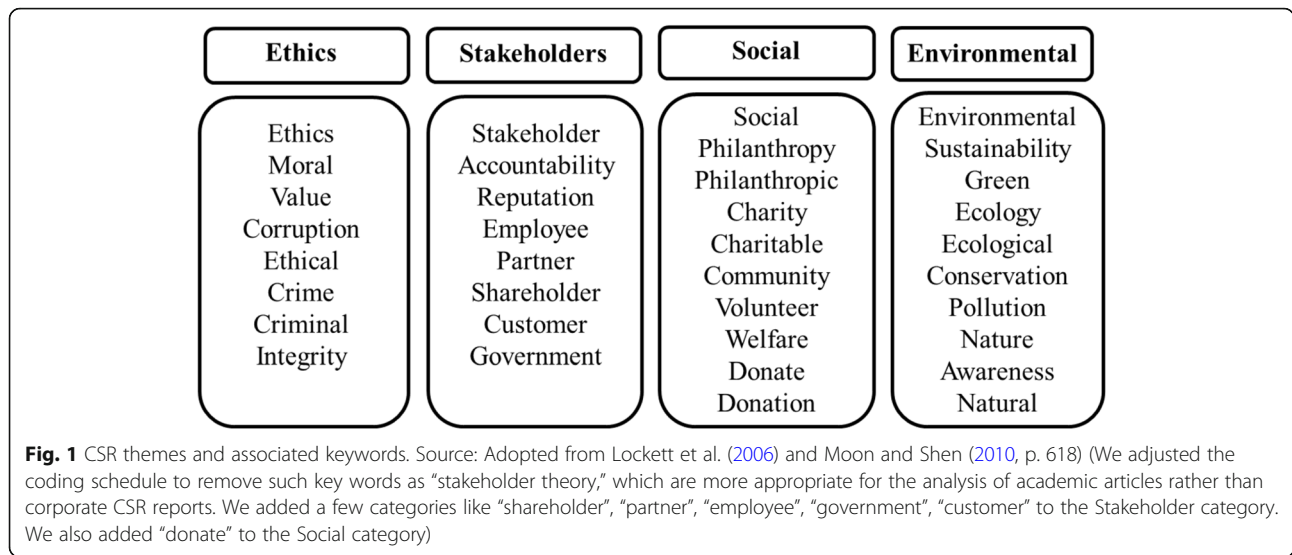 Ethics
Stakeholders
Social
Environmental
Ethics
Moral
Value
Corruption
Ethical
Crime
Criminal
Integrity
Stakeholder
Accountability
Reputation
Employee
Partner
Shareholder
Customer
Government
Social
Philanthropy
Philanthropic
Charity
Charitable
Community
Volunteer
Welfare
Donate
Donation
Environmental
Sustainability
Green
Ecology
Ecological
Conservation
Pollution
Nature
Awareness
Natural
Fig. 1 CSR themes and associated keywords. Source: Adopted from Lockett et al. (2006) and Moon and Shen (2010, p. 618) (We adjusted the
coding schedule to remove such key words as “stakeholder theory,” which are more appropriate for the analysis of academic articles rather than
corporate CSR reports. We added a few categories like “shareholder”, “partner”, “employee”, “government”, “customer” to the Stakeholder category.
We also added “donate” to the Social category)